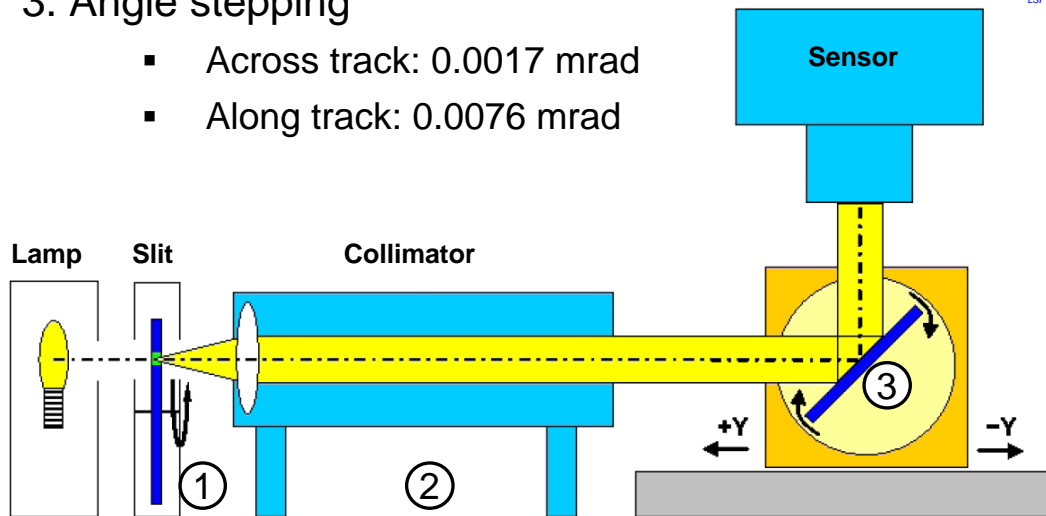 3. Angle stepping
▪ Across track: 0.0017 mrad
▪ Along track: 0.0076 mrad
Sensor
Lamp Slit Collimator
3
+Y -Y
1 2